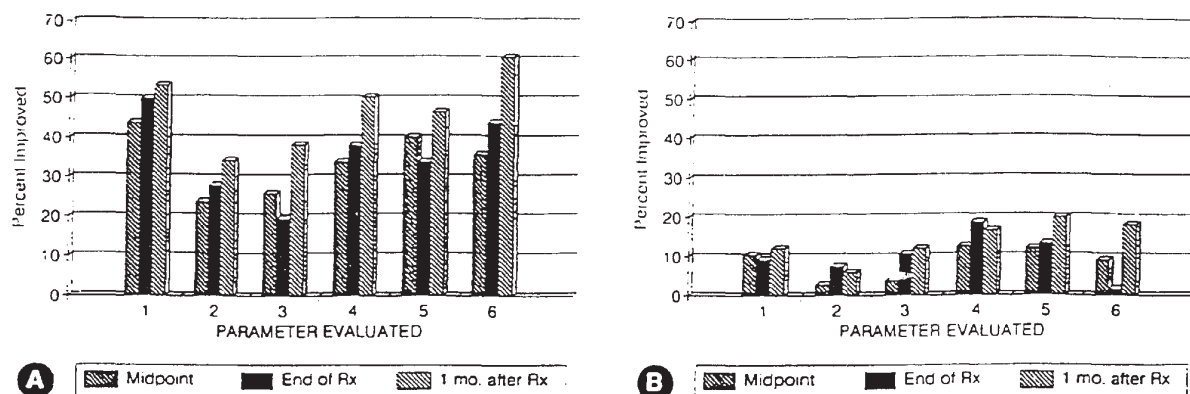 70
60
50
40
30
20
10
0
Percent Improved
1 2 3 4 5 6
PARAMETER EVALUATED
A Midpoint End of Rx 1 mo. after Rx
70
60
50
40
30
20
10
0
Percent Improved
1 2 3 4 5 6
PARAMETER EVALUATED
B Midpoint End of Rx 1 mo. after Rx